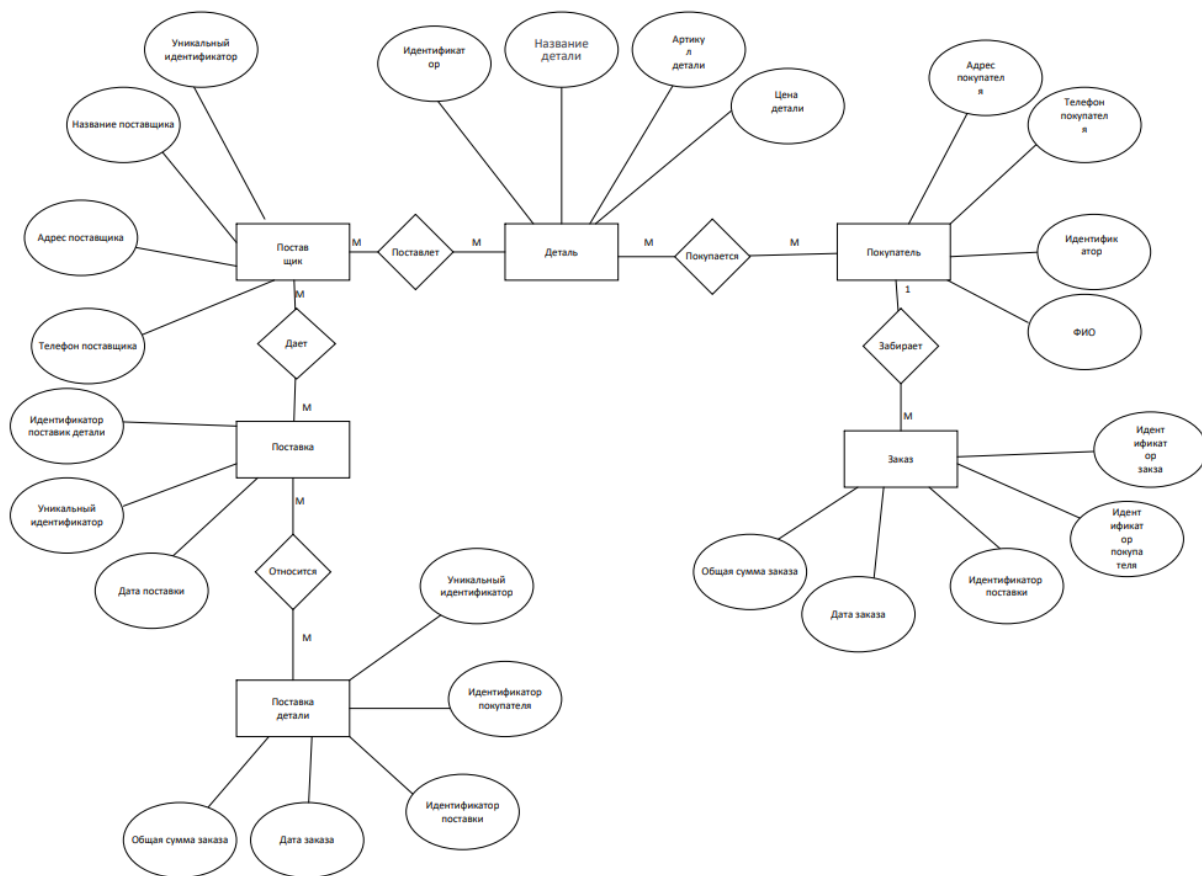 Уникальный
идентификатор
Идентификат
ор
Название
детали
Артику
л
детали
Адрес
покупател
я
Цена
детали
Название поставщика
Телефон
покупател
я
Адрес поставщика
Постав
щик
М
Поставлет
М
Деталь
М
Покупается
М
Покупатель
Идентифик
атор
М
1
Телефон поставщика
Дает
Забирает
ФИО
М
М
Идентификатор
поставик детали
Поставка
Заказ
Идент
ификат
ор
закза
Уникальный
идентификатор
М
Идент
ификат
ор
покупа
теля
Дата поставки
Относится
Общая сумма заказа
Дата заказа
Идентификатор
поставки
Уникальный
идентификатор
М
Поставка
детали
Идентификатор
покупателя
Общая сумма заказа
Дата заказа
Идентификатор
поставки